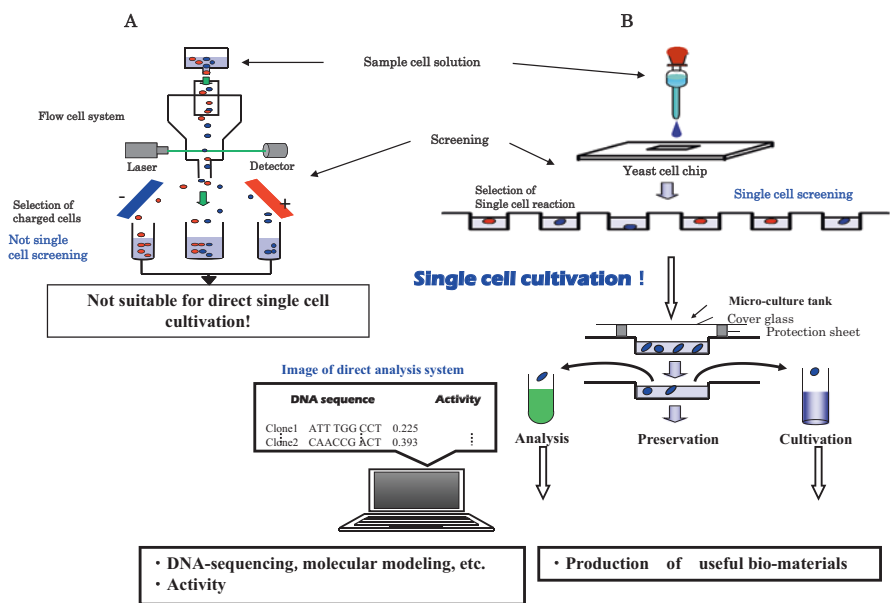 A
B
Sample cell solution
Flow cell system
Screening
Laser
Detector
Yeast cell chip
-
+
Selection of
charged cells
Not single
cell screening
Selection of
Single cell reaction
Single cell screening
Not suitable for direct single cell
cultivation!
Single cell cultivation !
Micro-culture tank
Cover glass
Protection sheet
Image of direct analysis system
DNA sequence Activity
Clone1 ATT TGG CCT 0.225
Clone2 CAACCG ACT 0.393
Analysis
Preservation
Cultivation
・DNA-sequencing, molecular modeling, etc.
・Activity
・Production of useful bio-materials